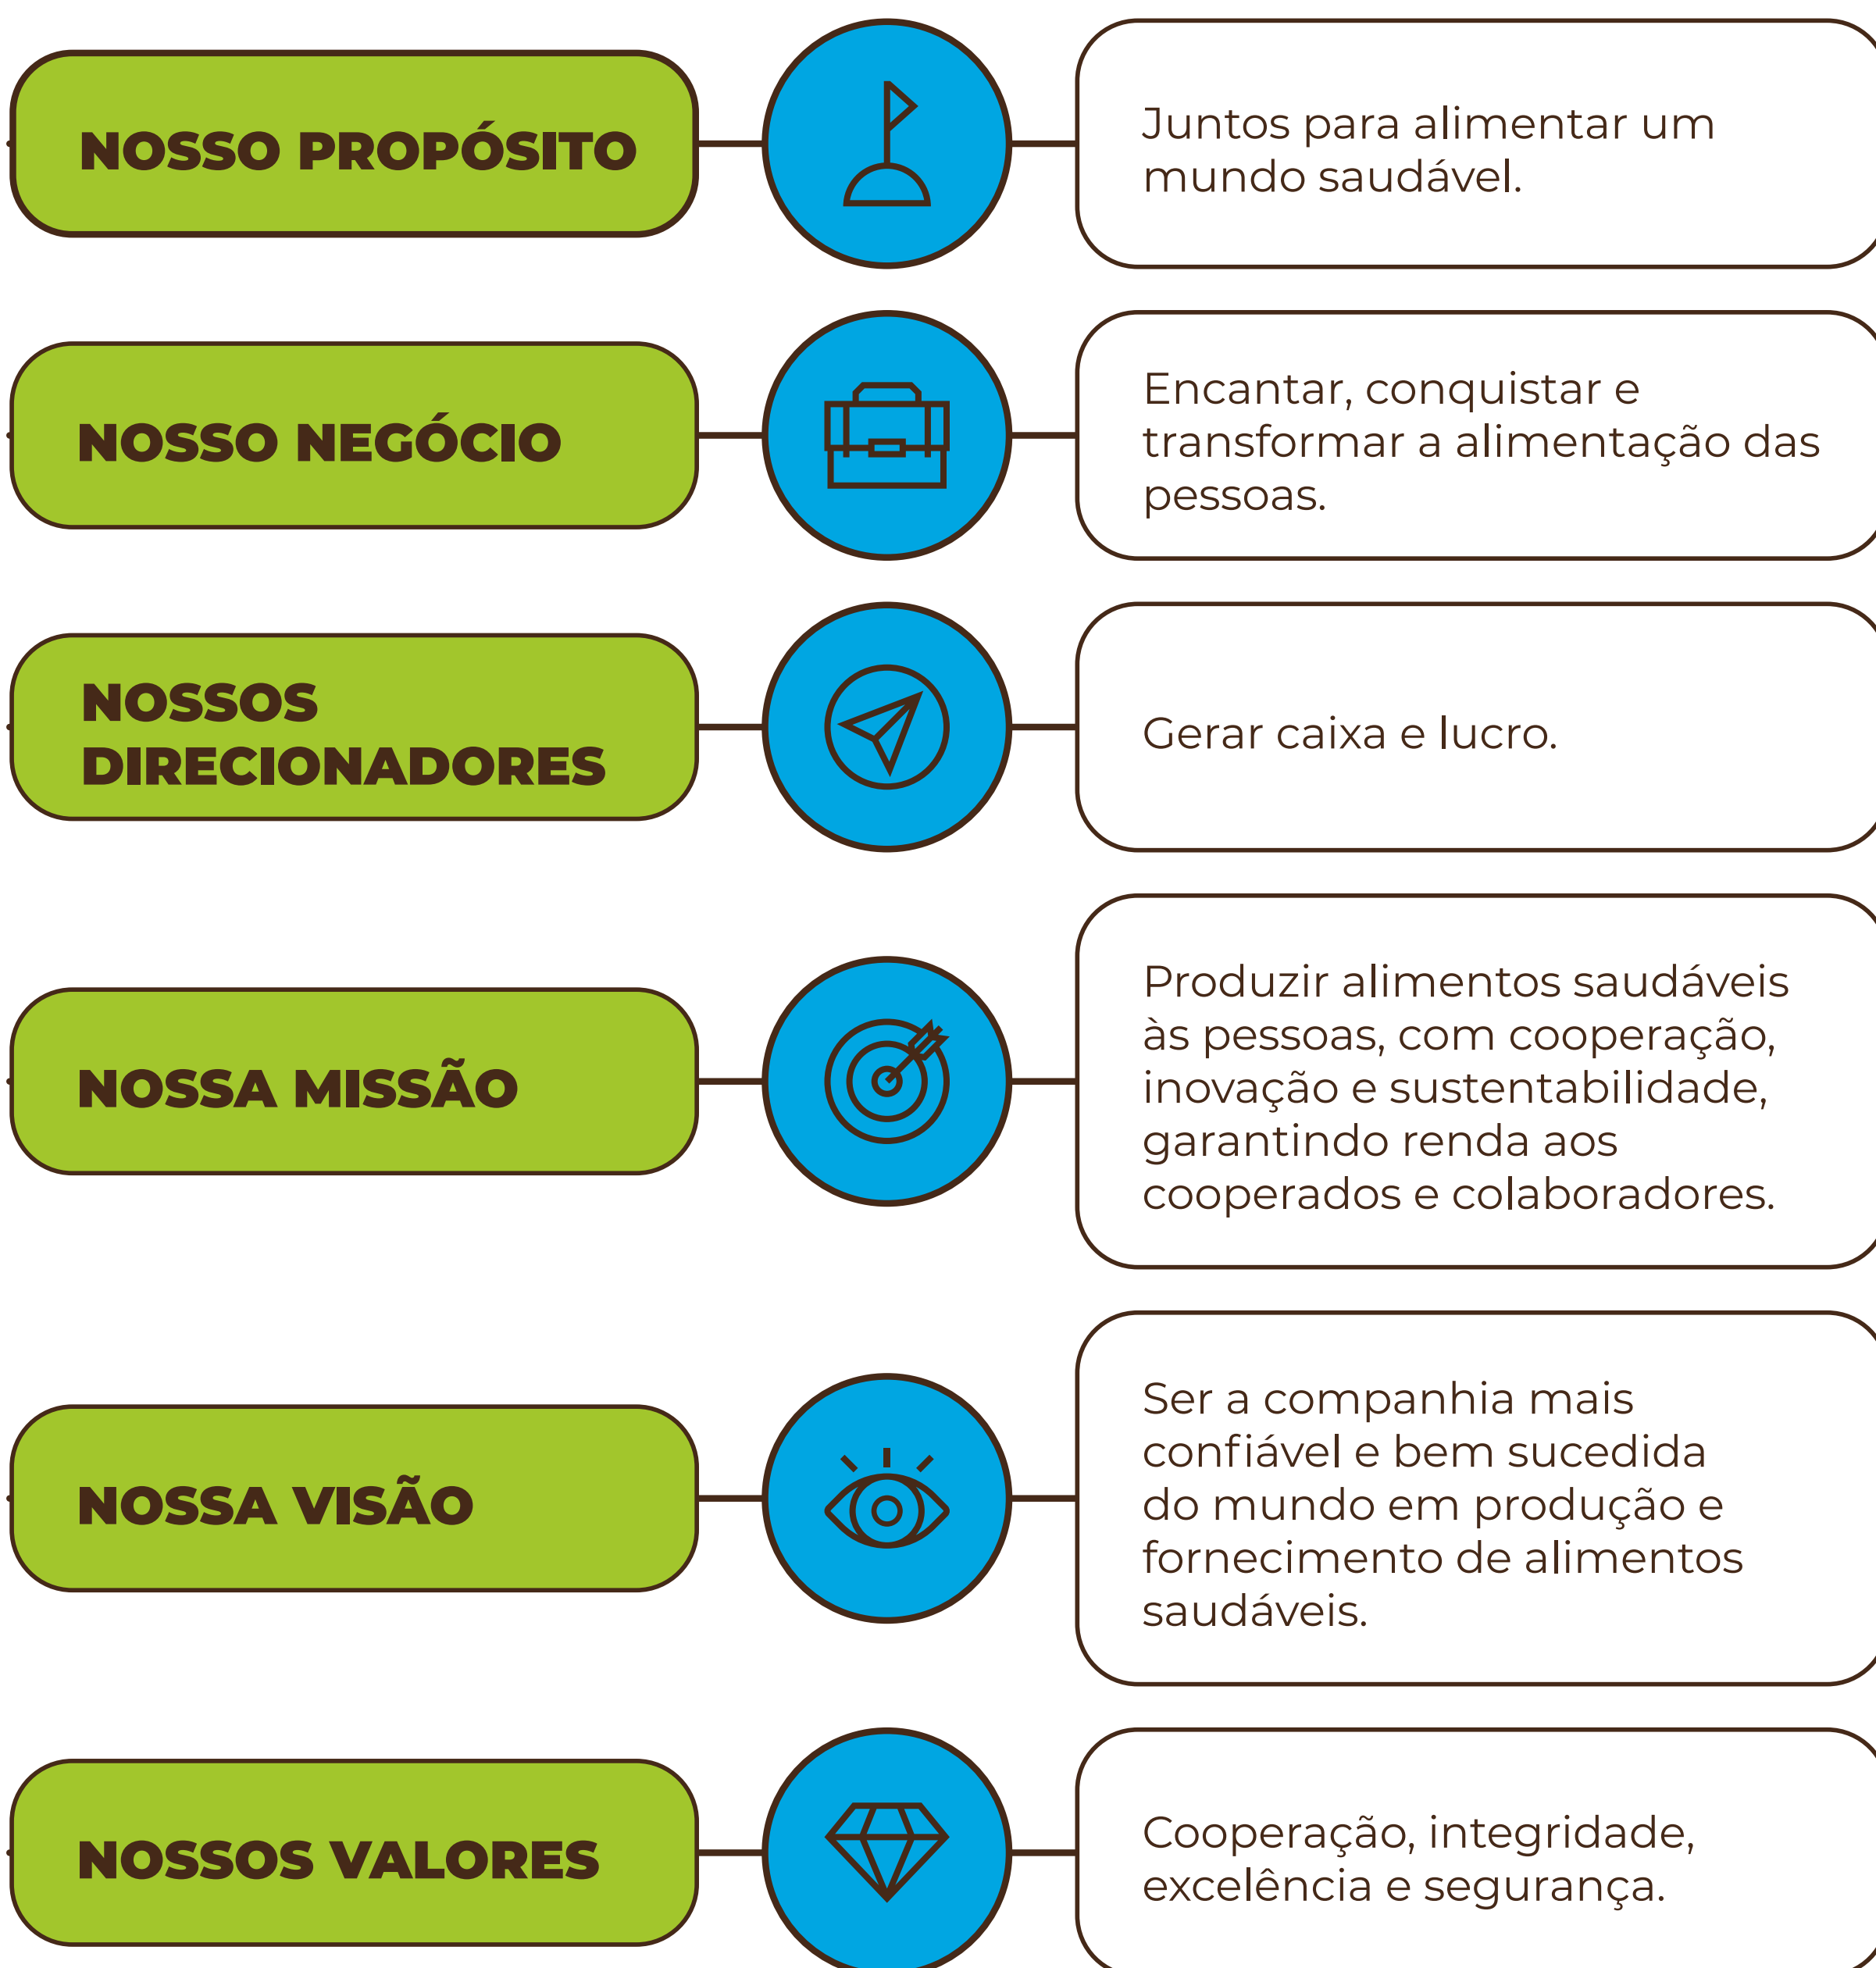 NOSSO PROPÓSITO
Juntos para alimentar um
mundo saudável.
NOSSO NEGÓCIO
Encantar, conquistar e
transformar a alimentação das
pessoas.
NOSSOS
DIRECIONADORES
Gerar caixa e lucro.
NOSSA MISSÃO
Produzir alimentos saudáveis
às pessoas, com cooperação,
inovação e sustentabilidade,
garantindo renda aos
cooperados e colaboradores.
NOSSA VISÃO
Ser a companhia mais
confiável e bem sucedida
do mundo em produção e
fornecimento de alimentos
saudáveis.
NOSSOS VALORES
Cooperação, integridade,
excelência e segurança.